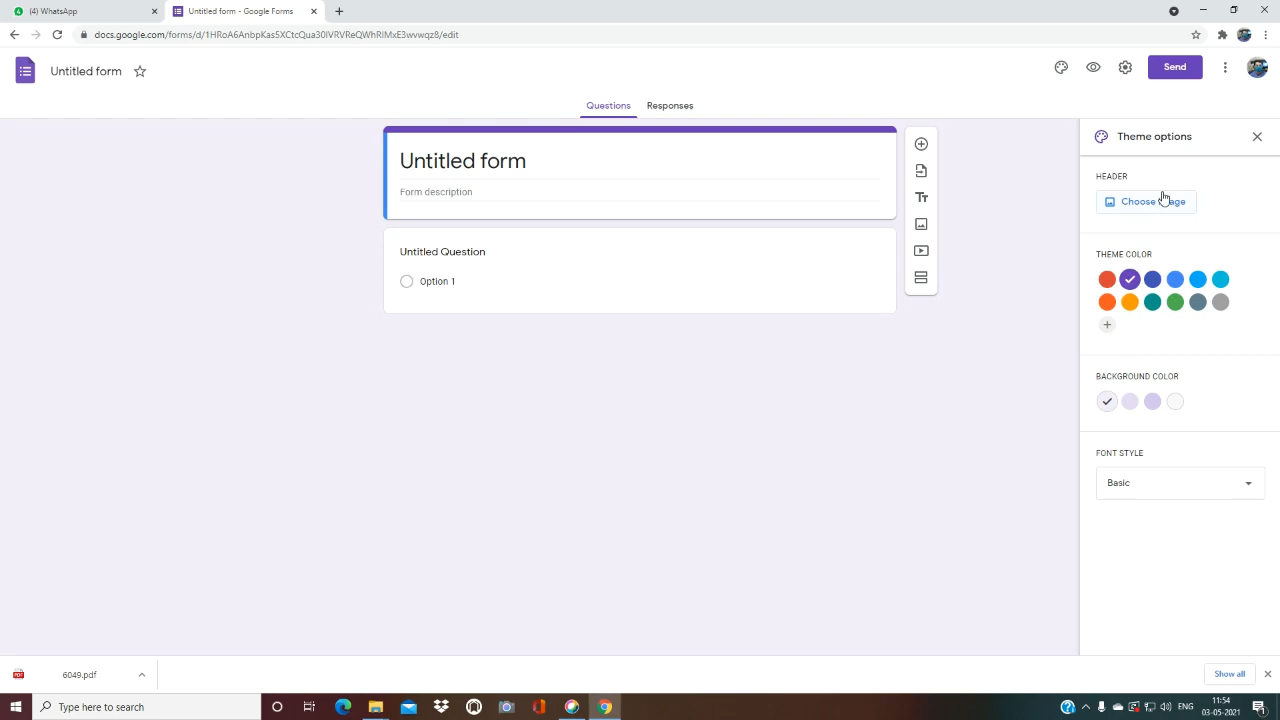 (4) WhatsApp
Untitled form - Google Forms
docs.google.com/forms/d/1HRoA6AnbpKas5XCtcQua30IVRVReQWhRlMxE3wvwqz8/edit
Untitled form
Send
Questions
Responses
Theme options
Untitled form
Form description
HEADER
Choose image
Untitled Question
Option 1
THEME COLOR
BACKGROUND COLOR
FONT STYLE
Basic
6049.pdf
Show all
Type here to search
ENG
11:54
03-05-2021